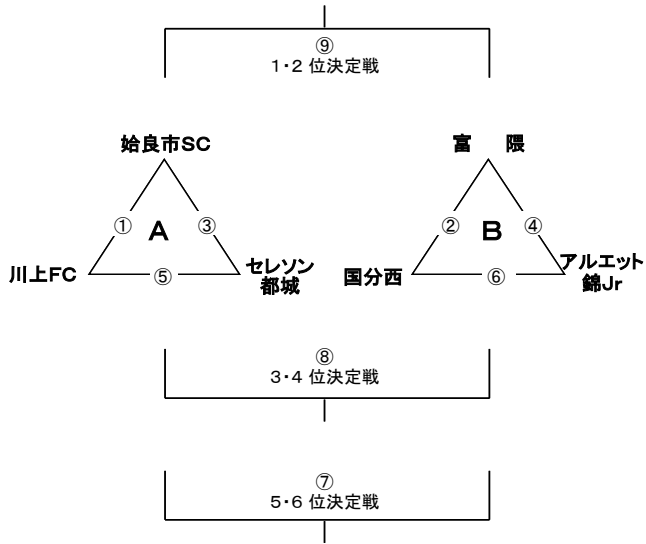 ⑨
1・2 位決定戦
姶良市SC
富 隈
① A ③
② B ④
川上FC
⑤
セレソン
都城
国分西
⑥
アルエット
錦Jr
⑧
3・4 位決定戦
⑦
5・6 位決定戦